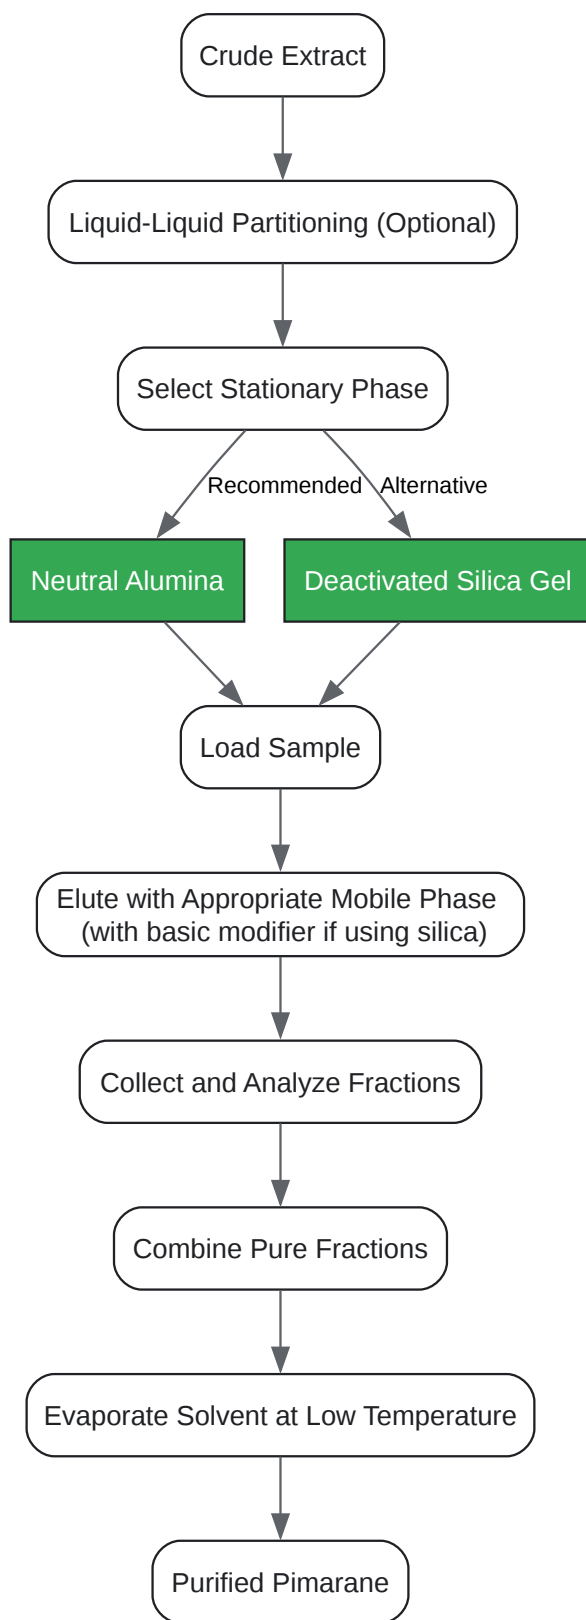 Crude Extract
Liquid-Liquid Partitioning (Optional)
Select Stationary Phase
Recommended
Alternative
Neutral Alumina
Deactivated Silica Gel
Load Sample
Elute with Appropriate Mobile Phase
(with basic modifier if using silica)
Collect and Analyze Fractions
Combine Pure Fractions
Evaporate Solvent at Low Temperature
Purified Pimarane